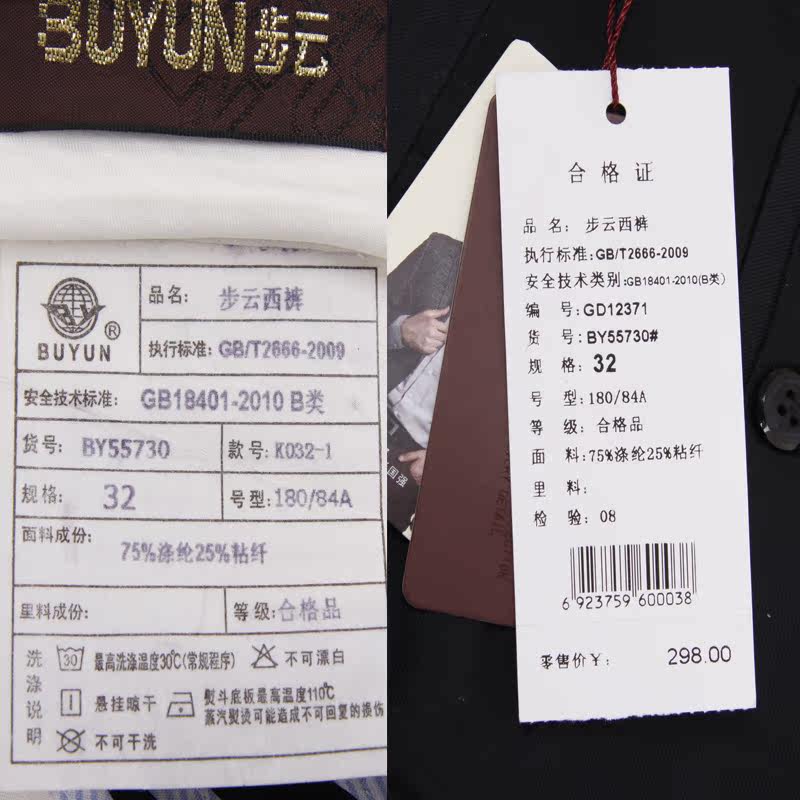 BUYUN步云
BUYUN®
品名: 步云西裤
执行标准: GB/T2666-2009
安全技术标准: GB18401-2010 B类
货号: BY55730
款号: K032-1
规格: 32
号型: 180/84A
面料成份:
75%涤纶25%粘纤
里料成份:
等级: 合格品
洗涤说明
30 最高洗涤温度30℃(常规程序) 不可漂白
悬挂晾干
熨斗底板最高温度110℃
蒸汽熨烫可能造成不可回复的损伤
不可干洗
合格证
品 名: 步云西裤
执行标准:GB/T2666-2009
安全技术类别:GB18401-2010(B类)
编 号:GD12371
货 号:BY55730#
规 格: 32
号 型:180/84A
等 级: 合格品
面 料:75%涤纶25%粘纤
里 料:
检 验: 08
6 923759 600038
零售价¥: 298.00